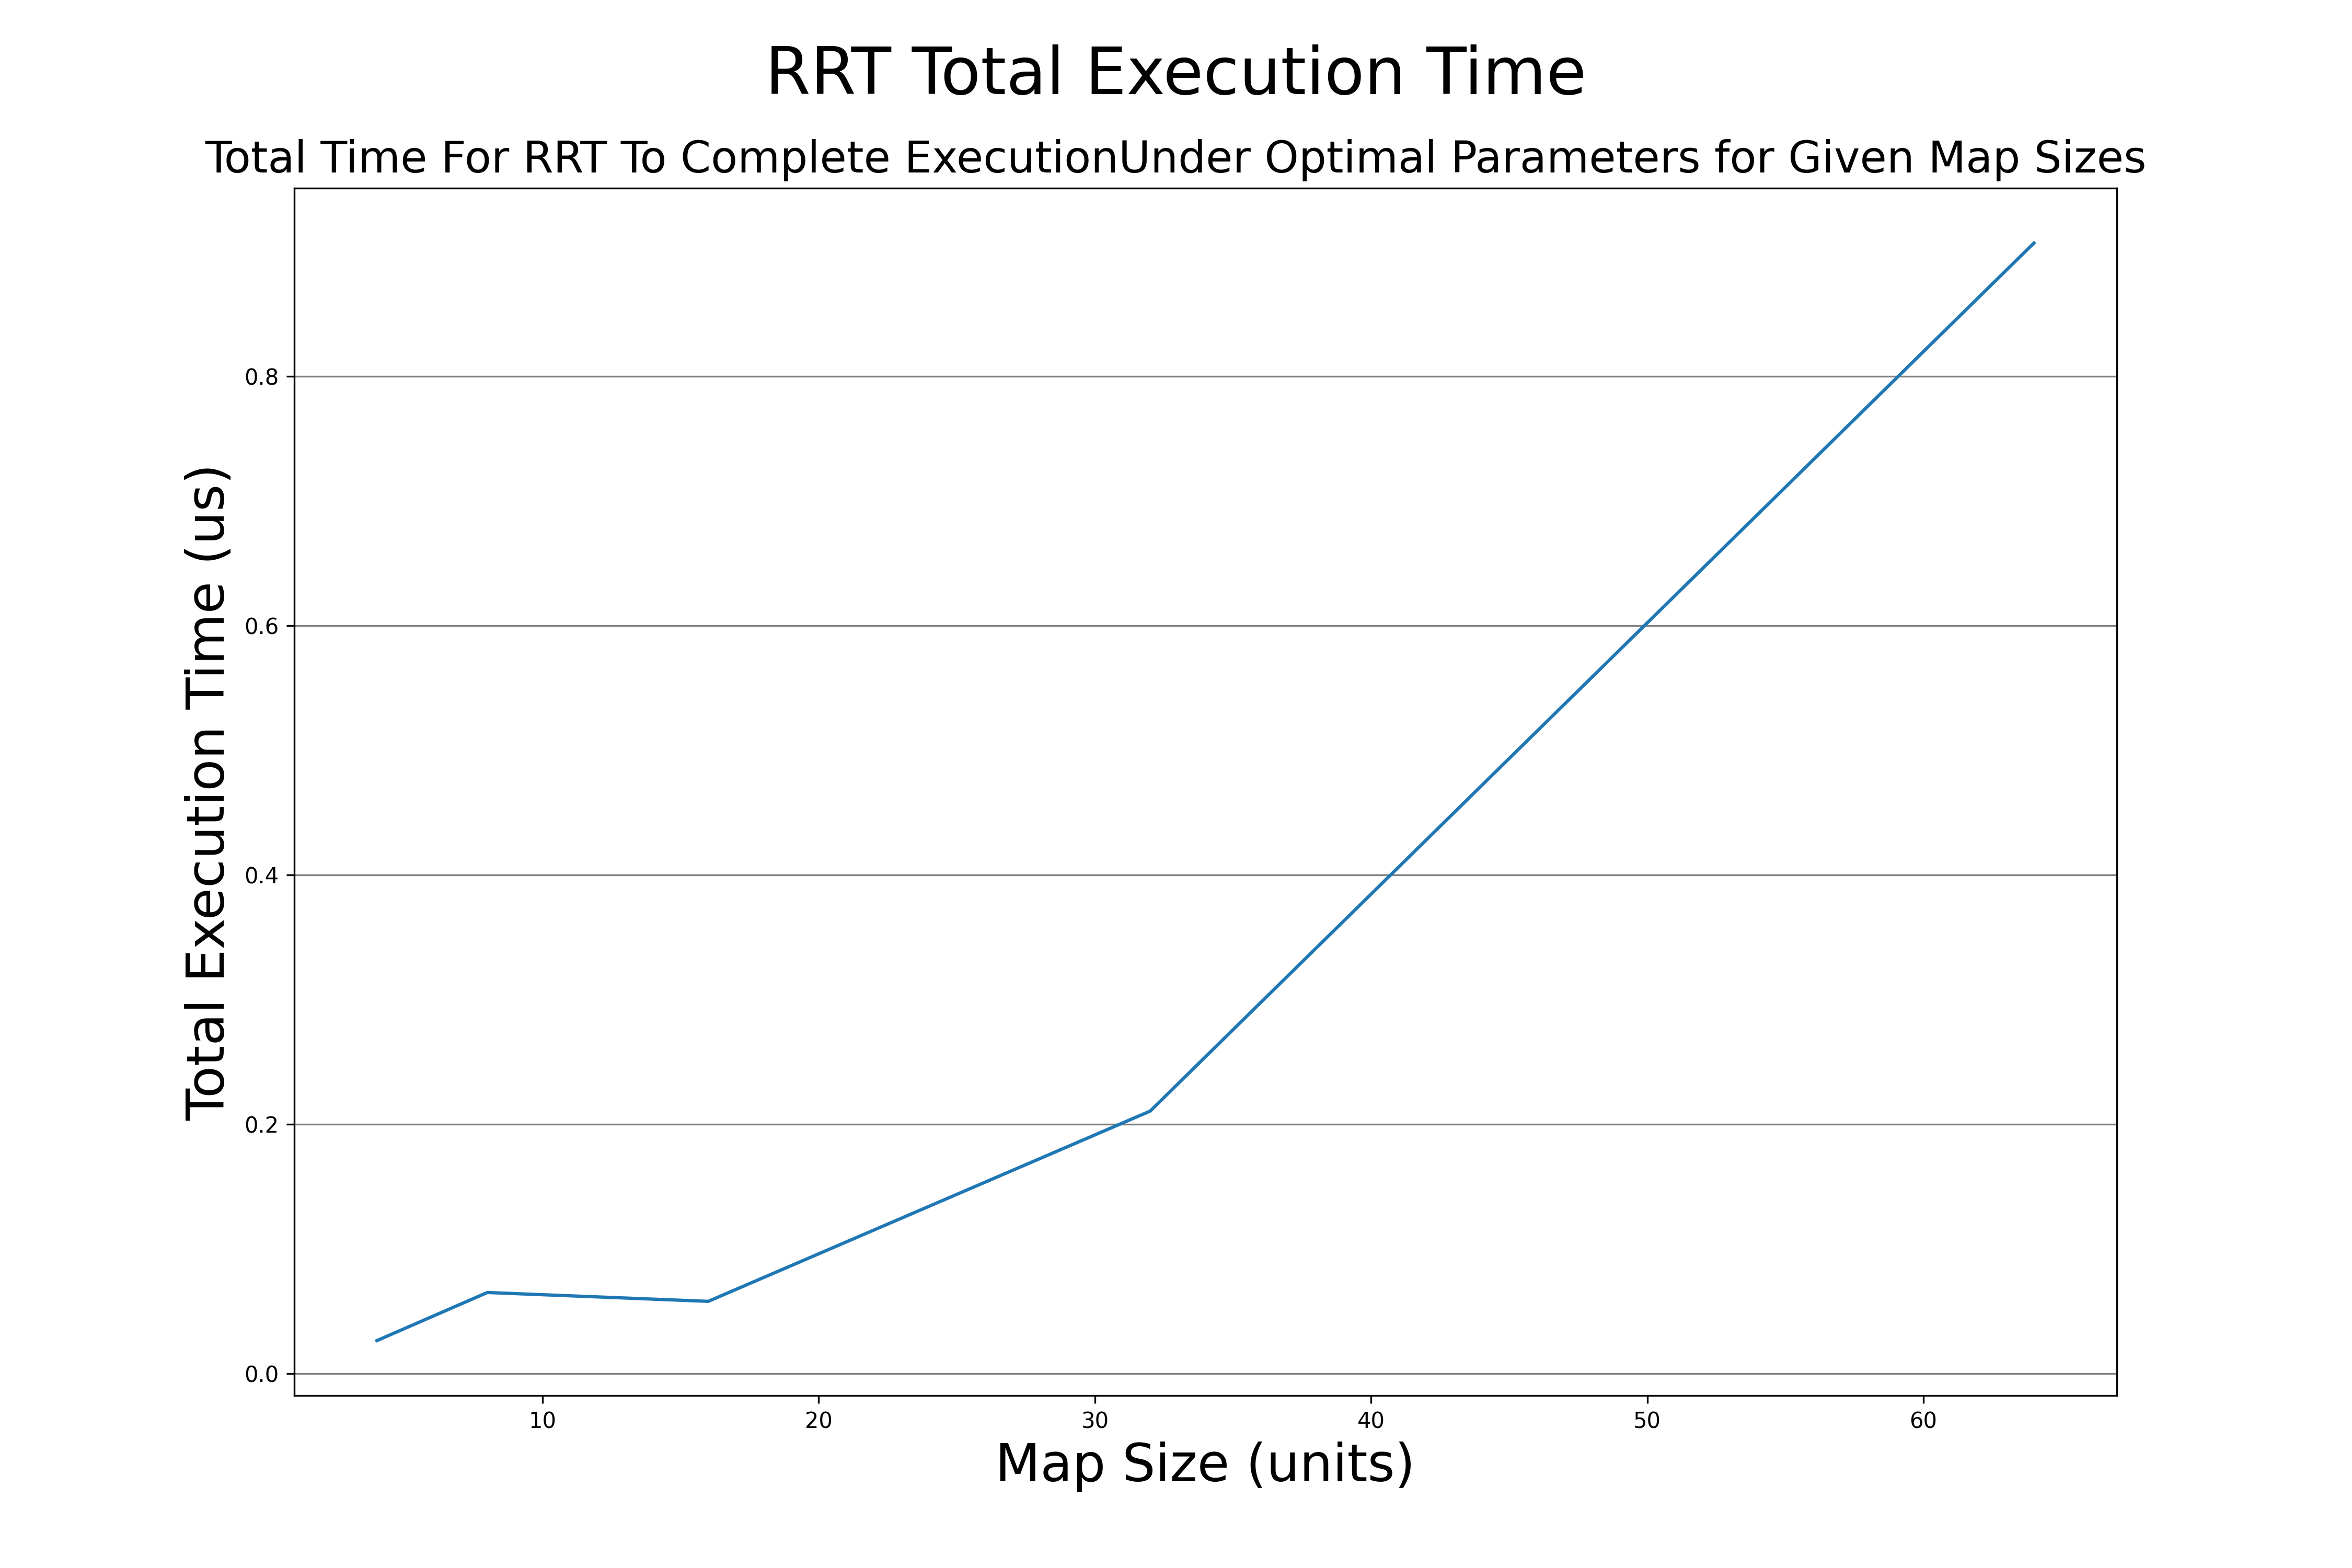 RRT Total Execution Time
Total Time For RRT To Complete ExecutionUnder Optimal Parameters for Given Map Sizes
Total Execution Time (us)
0.8
0.6
0.4
0.2
0.0
10 20 30 40 50 60
Map Size (units)